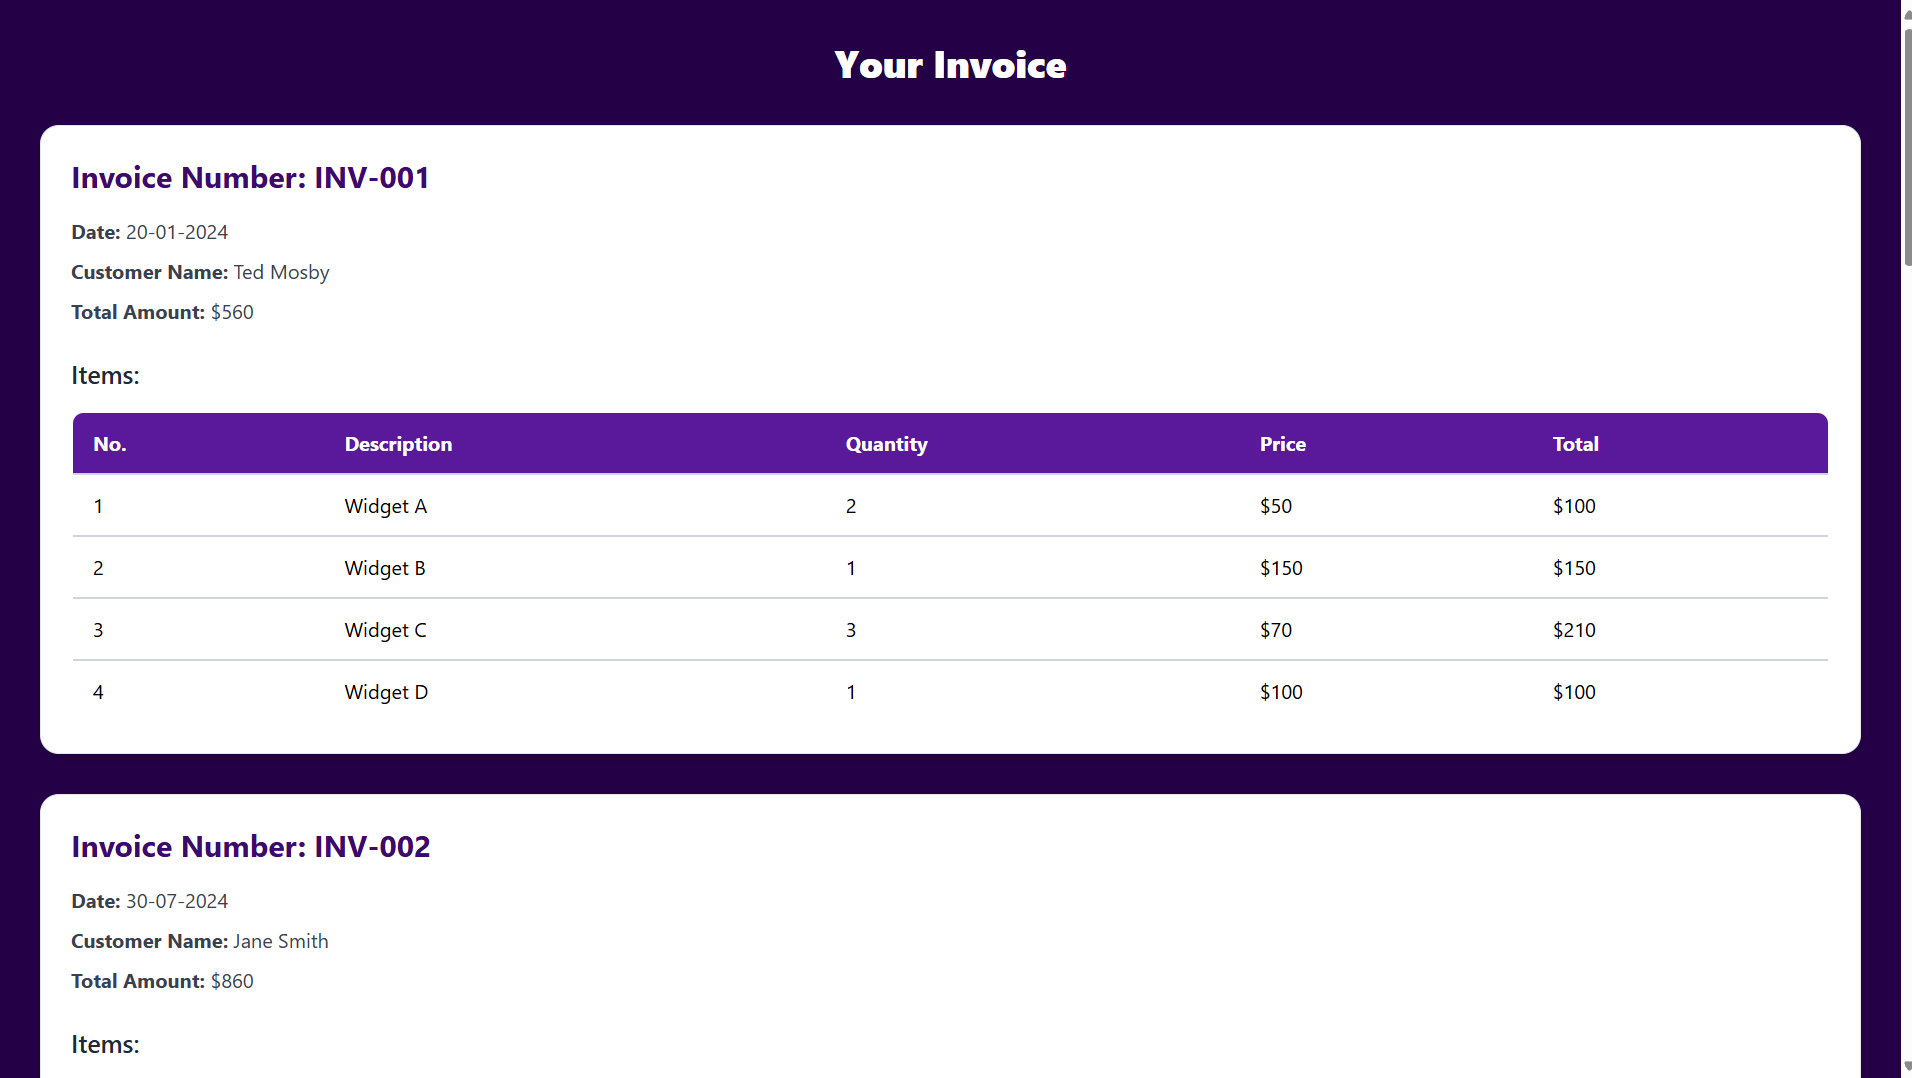 Your Invoice
Invoice Number: INV-001
Date: 20-01-2024
Customer Name: Ted Mosby
Total Amount: $560
Items:
No. Description Quantity Price Total
1 Widget A 2 $50 $100
2 Widget B 1 $150 $150
3 Widget C 3 $70 $210
4 Widget D 1 $100 $100
Invoice Number: INV-002
Date: 30-07-2024
Customer Name: Jane Smith
Total Amount: $860
Items: